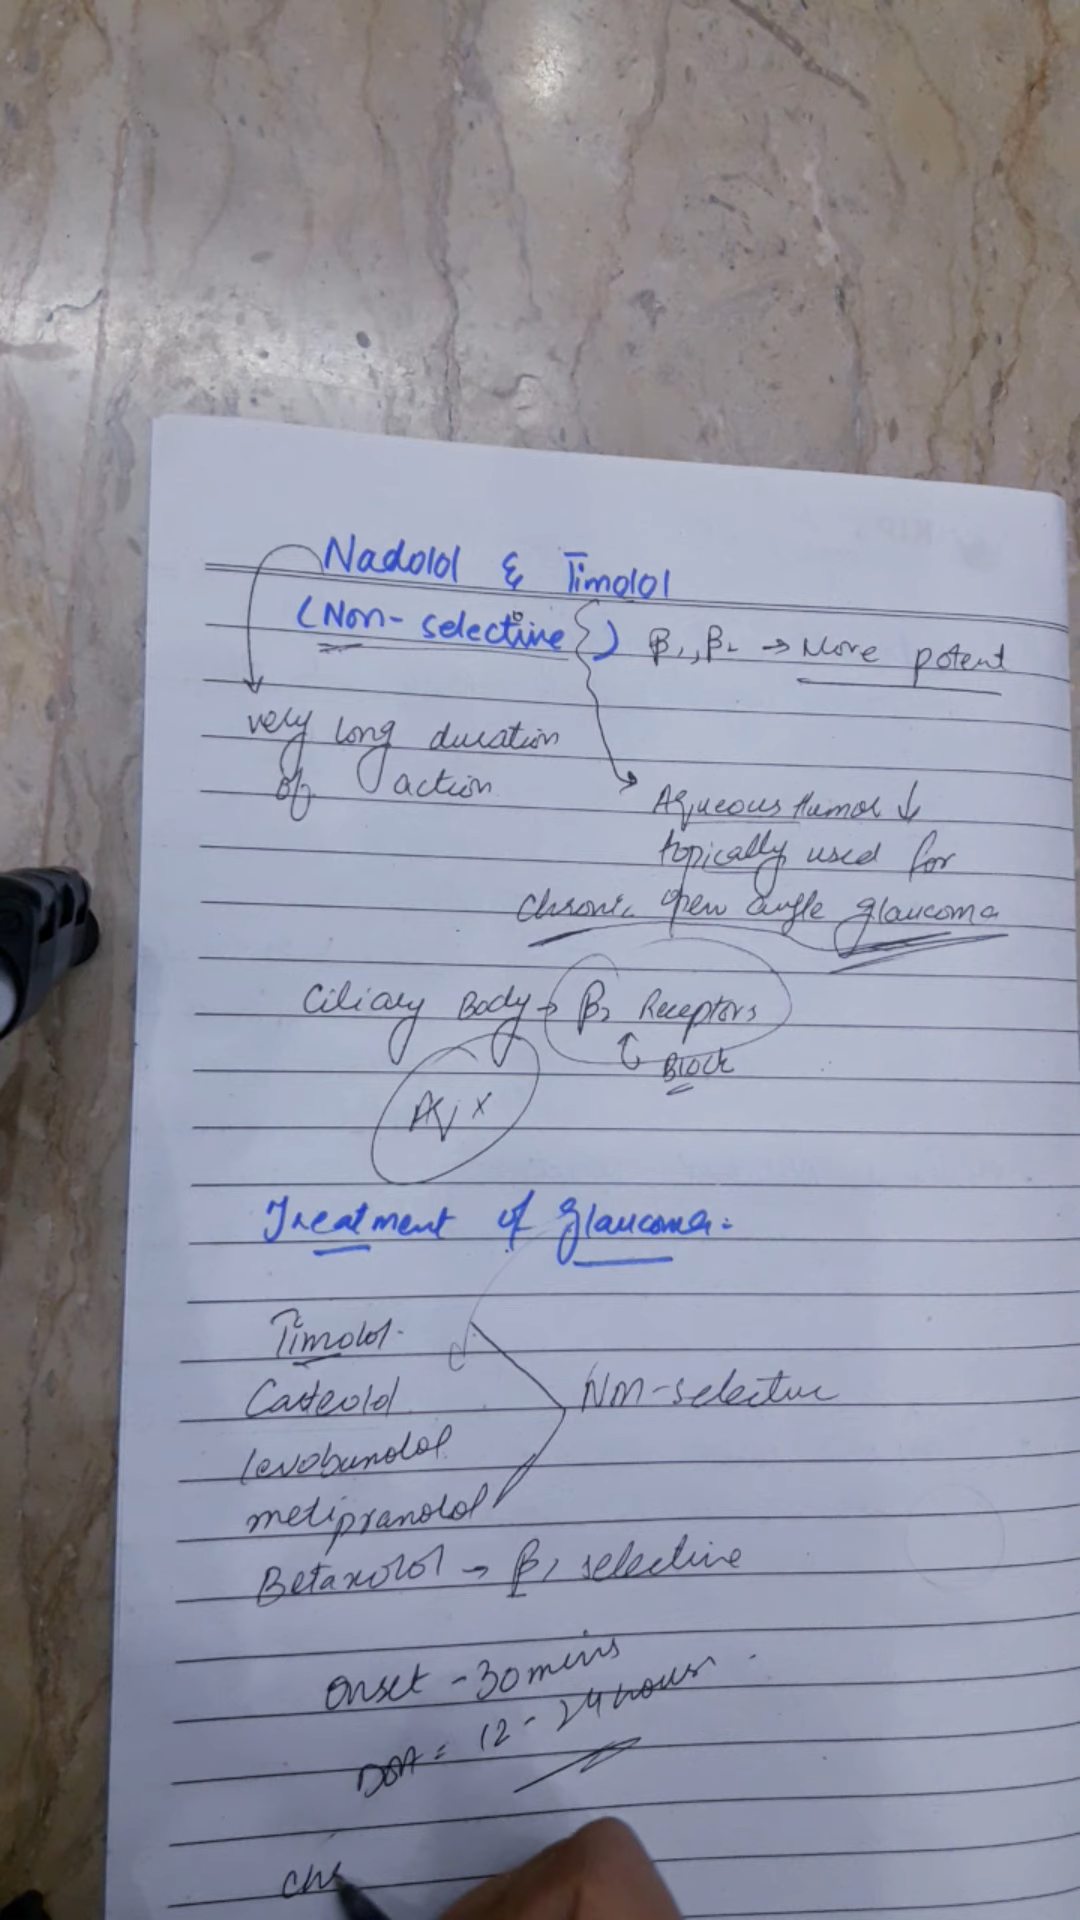 Nadolol & Timolol
(Non-selective) β1, β2 → More potent
very long duration
of action
Aqueous Humor ↓
topically used for
chronic open angle glaucoma
Ciliary Body → β2 Receptors
Block
Aq x
Treatment of Glaucoma:
Timolol.
Carteolol
levobunolol
metipranolol
Non-selective
Betaxolol → β1 selective
Onset - 30 mins
DOA = 12 - 24 hours.